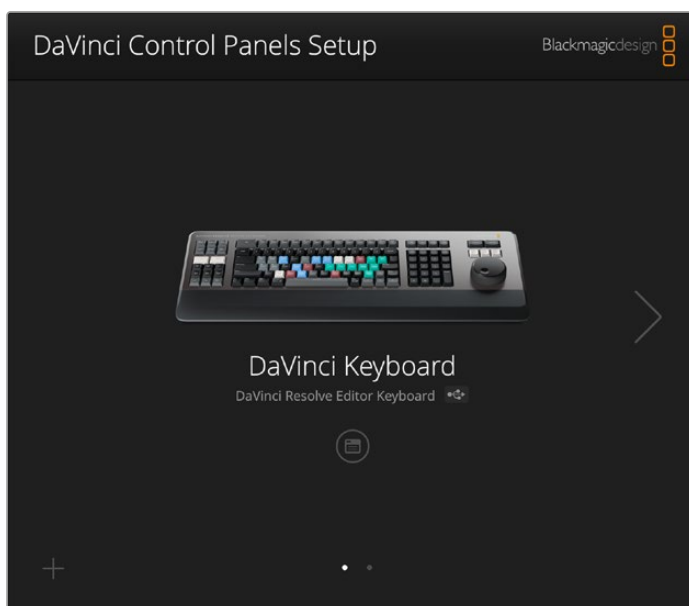 DaVinci Control Panels Setup
Blackmagicdesign
DaVinci Keyboard
DaVinci Resolve Editor Keyboard